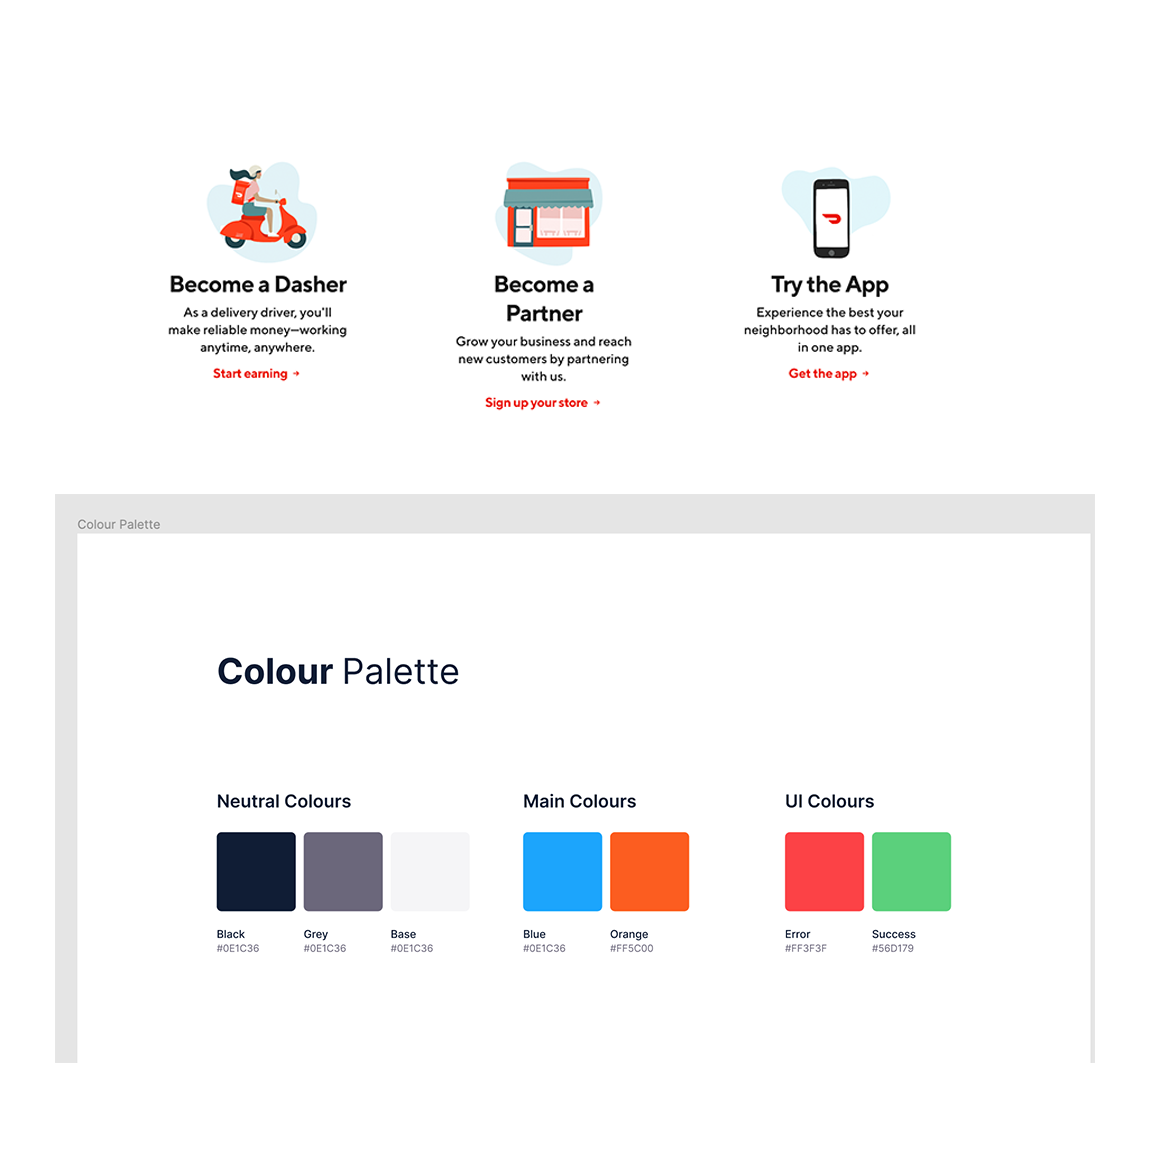 Become a Dasher
As a delivery driver, you'll
make reliable money—working
anytime, anywhere.
Start earning →
Become a
Partner
Grow your business and reach
new customers by partnering
with us.
Sign up your store →
Try the App
Experience the best your
neighborhood has to offer, all
in one app.
Get the app →
Colour Palette
Colour Palette
Neutral Colours
Black
#0E1C36
Grey
#0E1C36
Base
#0E1C36
Main Colours
Blue
#0E1C36
Orange
#FF5C00
UI Colours
Error
#FF3F3F
Success
#56D179